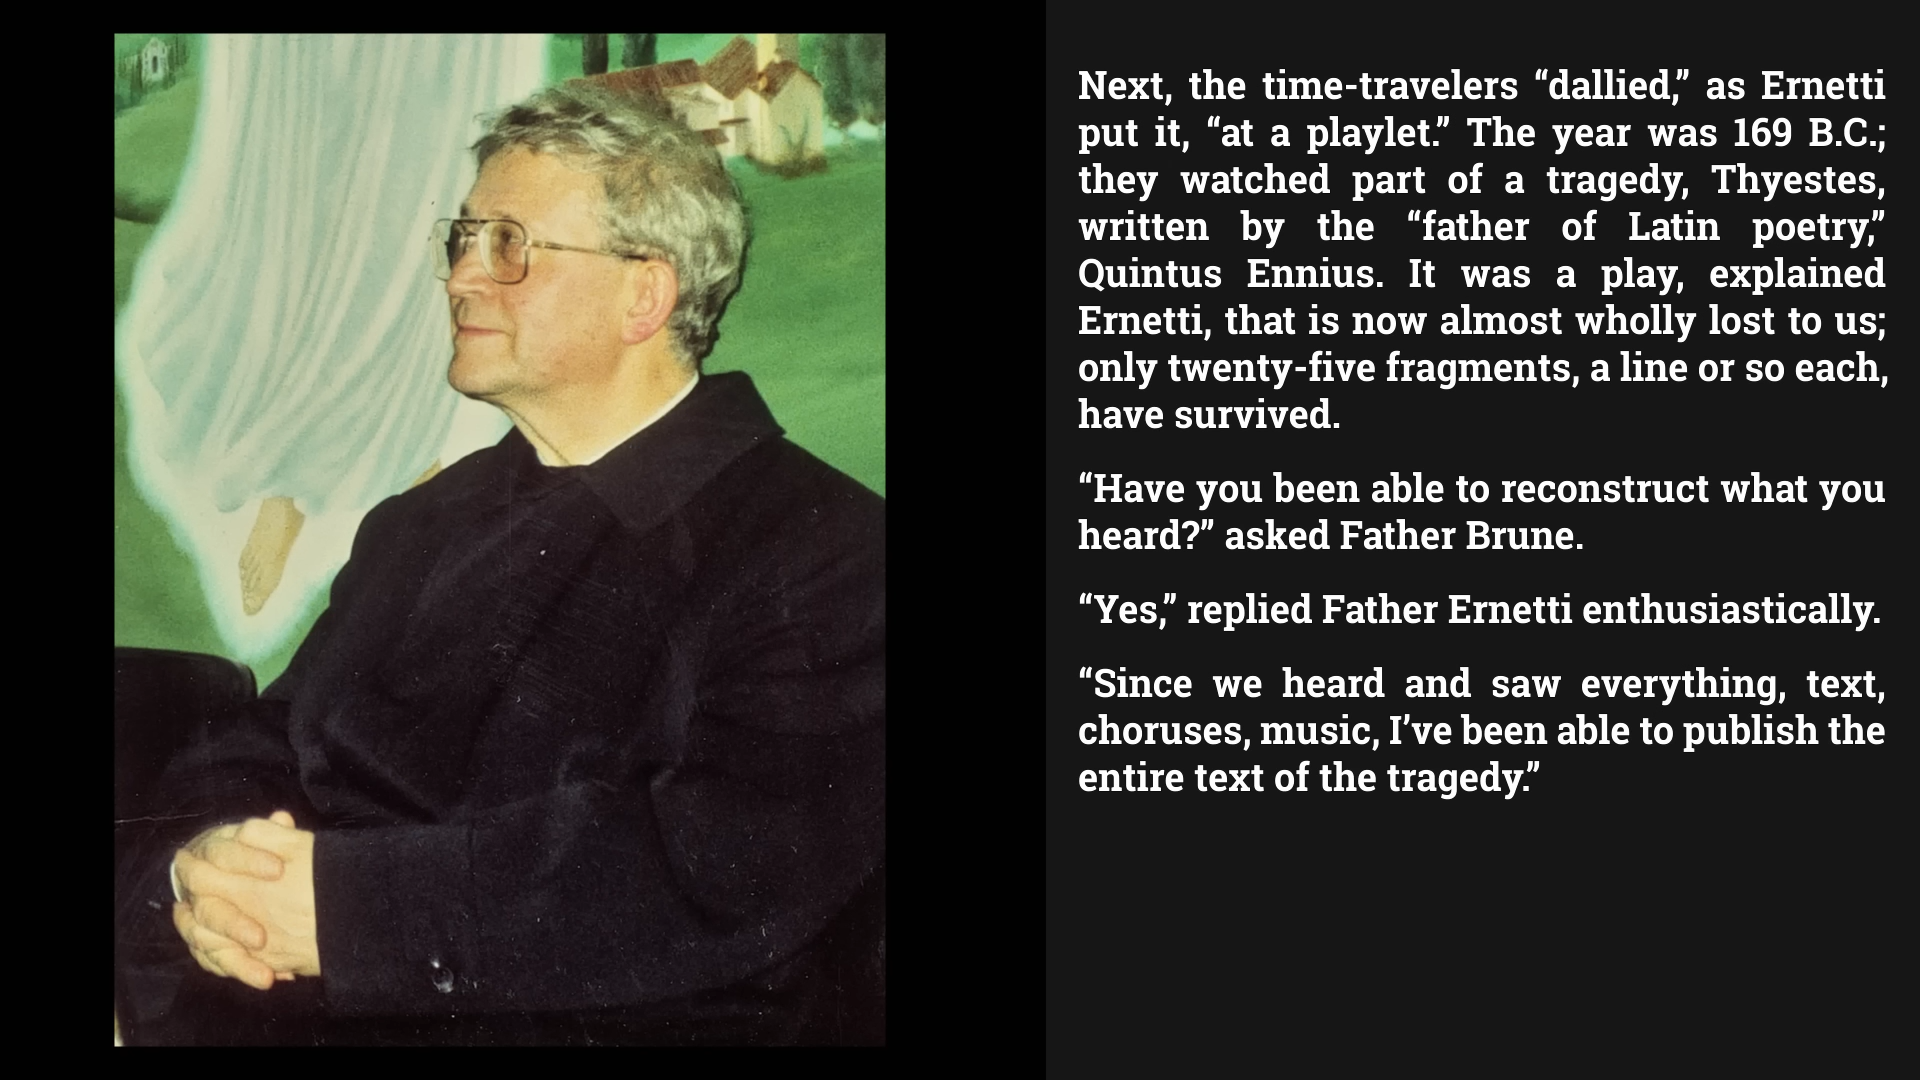 Next, the time-travelers “dallied,” as Ernetti
put it, “at a playlet.” The year was 169 B.C.;
they watched part of a tragedy, Thyestes,
written by the “father of Latin poetry,”
Quintus Ennius. It was a play, explained
Ernetti, that is now almost wholly lost to us;
only twenty-five fragments, a line or so each,
have survived.
“Have you been able to reconstruct what you
heard?” asked Father Brune.
“Yes,” replied Father Ernetti enthusiastically.
“Since we heard and saw everything, text,
choruses, music, I’ve been able to publish the
entire text of the tragedy.”